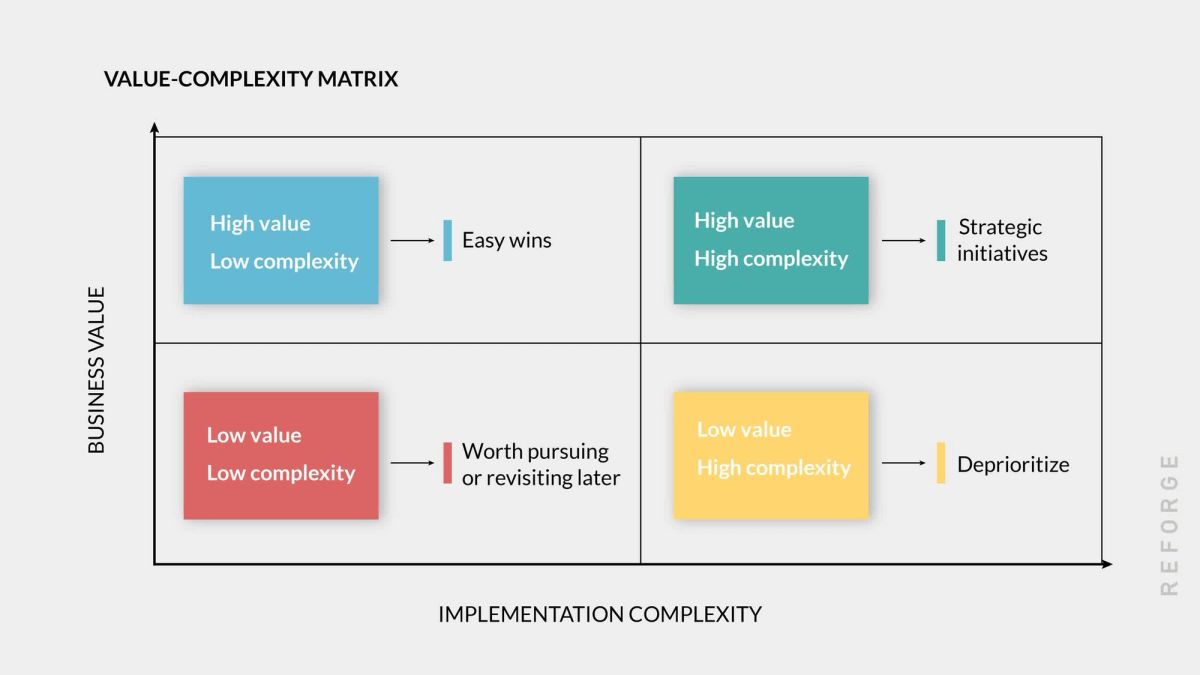 VALUE-COMPLEXITY MATRIX
BUSINESS VALUE
High value
Low complexity
Easy wins
High value
High complexity
Strategic
initiatives
Low value
Low complexity
Worth pursuing
or revisiting later
Low value
High complexity
Deprioritize
IMPLEMENTATION COMPLEXITY
REFORGE